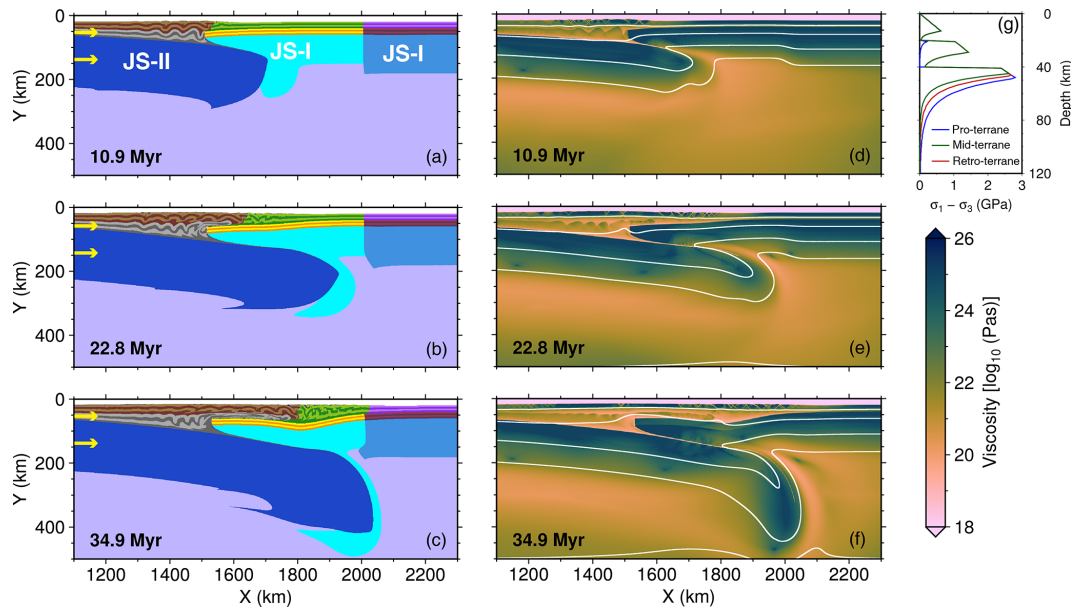 0
200
400
Y (km)
JS-II
JS-I
JS-I
10.9 Myr
(a)
10.9 Myr
(d)
(g)
0
40
80
120
Depth (km)
Pro-terrane
Mid-terrane
Retro-terrane
0 1 2 3
σ1 − σ3 (GPa)
0
200
400
Y (km)
22.8 Myr
(b)
22.8 Myr
(e)
0
200
400
Y (km)
34.9 Myr
(c)
34.9 Myr
(f)
26
24
22
20
18
Viscosity [log10 (Pas)]
1200 1400 1600 1800 2000 2200
X (km)
1200 1400 1600 1800 2000 2200
X (km)